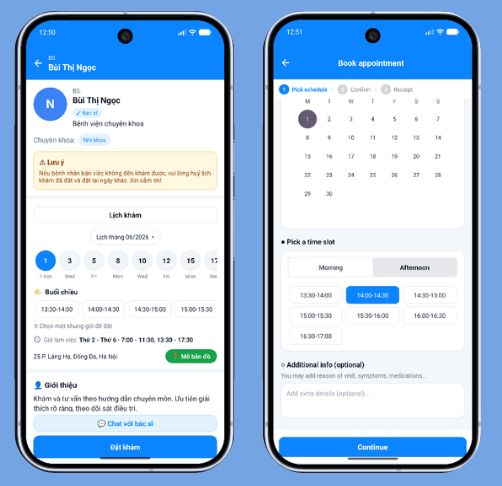 12:50
BS.
Bùi Thị Ngọc
N
BS.
Bùi Thị Ngọc
Bác sĩ
Bệnh viện chuyên khoa
Chuyên khoa: Nhi khoa
⚠ Lưu ý
Nếu bệnh nhân bận việc không đến khám được, vui lòng huỷ lịch
khám đã đặt và đặt lại ngày khác. Xin cảm ơn!
Lịch khám
Lịch tháng 06/2026
1 3 5 8 10 12 15 17
7 slot Wed Fri Mon Wed Fri Mon We
Buổi chiều
13:30-14:00 14:00-14:30 14:30-15:00 15:00-15:30
Chọn một khung giờ để đặt
Giờ làm việc Thứ 2 - Thứ 6 · 7:00 - 11:30, 13:30 - 17:30
25 P. Láng Hạ, Đống Đa, Hà Nội
Mở bản đồ
Giới thiệu
Khám và tư vấn theo hướng dẫn chuyên môn. Ưu tiên giải
thích rõ ràng, theo dõi sát điều trị.
Chat với bác sĩ
Đặt khám
12:51
Book appointment
1 Pick schedule 2 Confirm 3 Receipt
M T W T F S S
1 2 3 4 5 6 7
8 9 10 11 12 13 14
15 16 17 18 19 20 21
22 23 24 25 26 27 28
29 30
Pick a time slot
Morning Afternoon
13:30-14:00 14:00-14:30 14:30-15:00
15:00-15:30 15:30-16:00 16:00-16:30
16:30-17:00
Additional info (optional)
You may add reason of visit, symptoms, medications...
Add extra details (optional)...
Continue